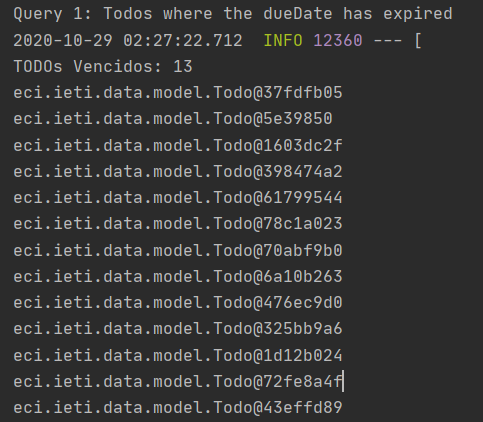 Query 1: Todos where the dueDate has expired
2020-10-29 02:27:22.712  INFO 12360 --- [
TODOs Vencidos: 13
eci.ieti.data.model.Todo@37fdfb05
eci.ieti.data.model.Todo@5e39850
eci.ieti.data.model.Todo@1603dc2f
eci.ieti.data.model.Todo@398474a2
eci.ieti.data.model.Todo@61799544
eci.ieti.data.model.Todo@78c1a023
eci.ieti.data.model.Todo@70abf9b0
eci.ieti.data.model.Todo@6a10b263
eci.ieti.data.model.Todo@476ec9d0
eci.ieti.data.model.Todo@325bb9a6
eci.ieti.data.model.Todo@1d12b024
eci.ieti.data.model.Todo@72fe8a4f
eci.ieti.data.model.Todo@43effd89